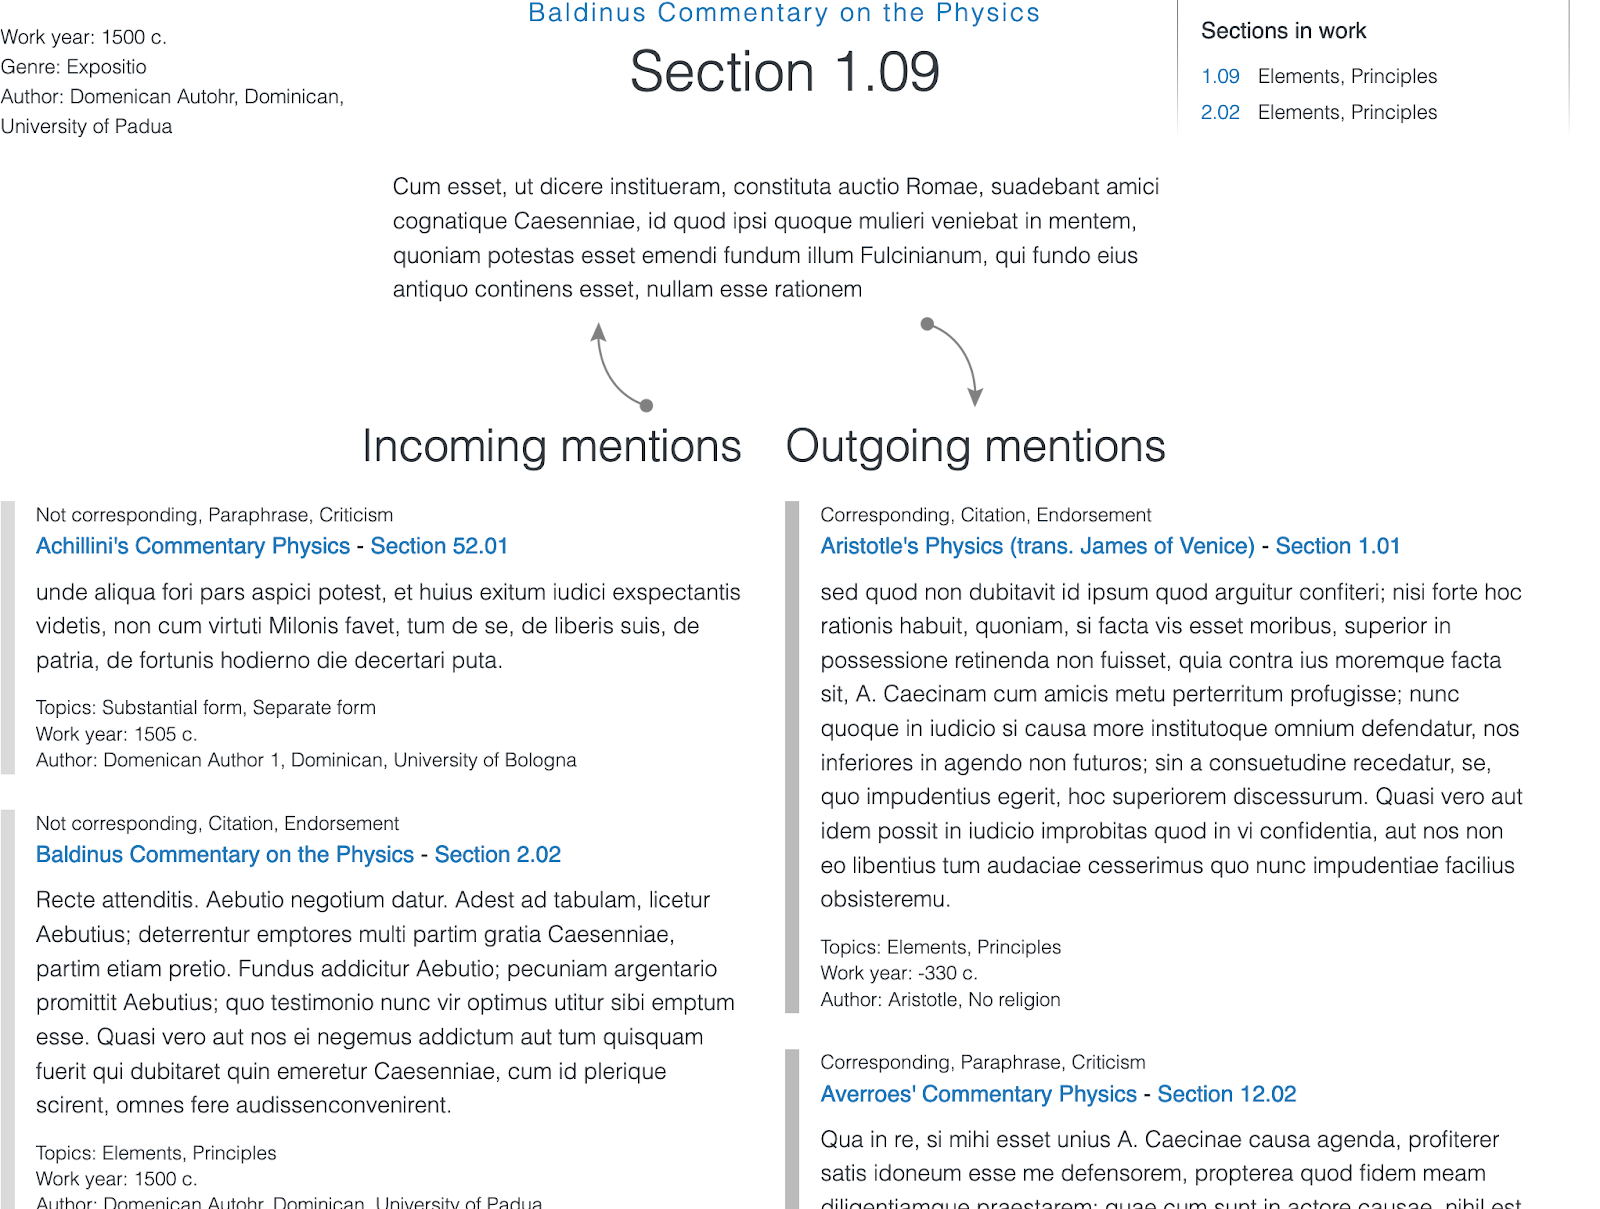 Baldinus Commentary on the Physics
Section 1.09
Work year: 1500 c.
Genre: Expositio
Author: Domenican Autohr, Dominican,
University of Padua
Sections in work
1.09 Elements, Principles
2.02 Elements, Principles
Cum esset, ut dicere institueram, constituta auctio Romae, suadebant amici
cognatique Caesenniae, id quod ipsi quoque mulieri veniebat in mentem,
quoniam potestas esset emendi fundum illum Fulcinianum, qui fundo eius
antiquo continens esset, nullam esse rationem
Incoming mentions
Not corresponding, Paraphrase, Criticism
Achillini's Commentary Physics - Section 52.01
unde aliqua fori pars aspici potest, et huius exitum iudici exspectantis
videtis, non cum virtuti Milonis favet, tum de se, de liberis suis, de
patria, de fortunis hodierno die decertari puta.
Topics: Substantial form, Separate form
Work year: 1505 c.
Author: Domenican Author 1, Dominican, University of Bologna
Not corresponding, Citation, Endorsement
Baldinus Commentary on the Physics - Section 2.02
Recte attenditis. Aebutio negotium datur. Adest ad tabulam, licetur
Aebutius; deterrentur emptores multi partim gratia Caesenniae,
partim etiam pretio. Fundus addicitur Aebutio; pecuniam argentario
promittit Aebutius; quo testimonio nunc vir optimus utitur sibi emptum
esse. Quasi vero aut nos ei negemus addictum aut tum quisquam
fuerit qui dubitaret quin emeretur Caesenniae, cum id plerique
scirent, omnes fere audissenconvenirent.
Topics: Elements, Principles
Work year: 1500 c.
Author: Domenican Autohr, Dominican, University of Padua
Outgoing mentions
Corresponding, Citation, Endorsement
Aristotle's Physics (trans. James of Venice) - Section 1.01
sed quod non dubitavit id ipsum quod arguitur confiteri; nisi forte hoc
rationis habuit, quoniam, si facta vis esset moribus, superior in
possessione retinenda non fuisset, quia contra ius moremque facta
sit, A. Caecinam cum amicis metu perterritum profugisse; nunc
quoque in iudicio si causa more institutoque omnium defendatur, nos
inferiores in agendo non futuros; sin a consuetudine recedatur, se,
quo impudentius egerit, hoc superiorem discessurum. Quasi vero aut
idem possit in iudicio improbitas quod in vi confidentia, aut nos non
eo libentius tum audaciae cesserimus quo nunc impudentiae facilius
obsisteremu.
Topics: Elements, Principles
Work year: -330 c.
Author: Aristotle, No religion
Corresponding, Paraphrase, Criticism
Averroes' Commentary Physics - Section 12.02
Qua in re, si mihi esset unius A. Caecinae causa agenda, profiterer
satis idoneum esse me defensorem, propterea quod fidem meam
diligentiamque praestarem; quae cum sunt in actore causae, nihil est